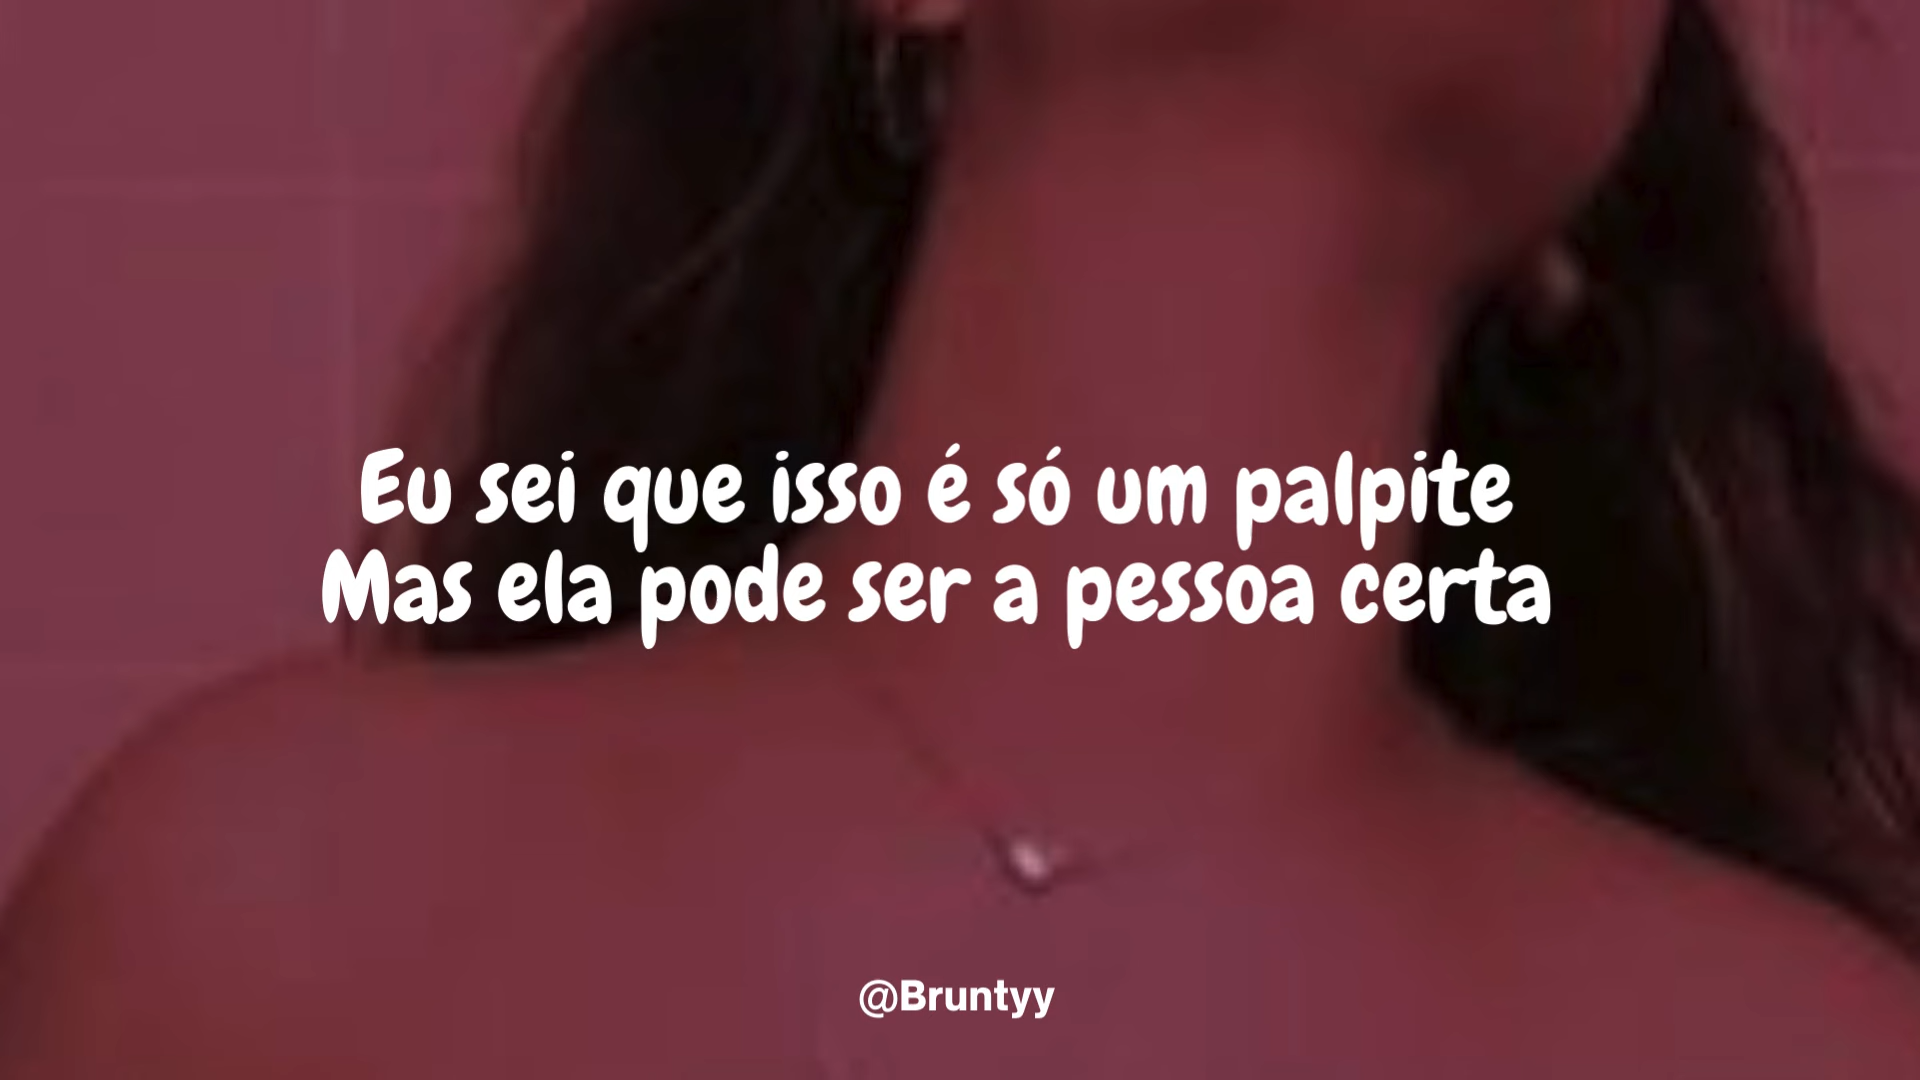 Eu sei que isso é só um palpite
Mas ela pode ser a pessoa certa
@Bruntyy